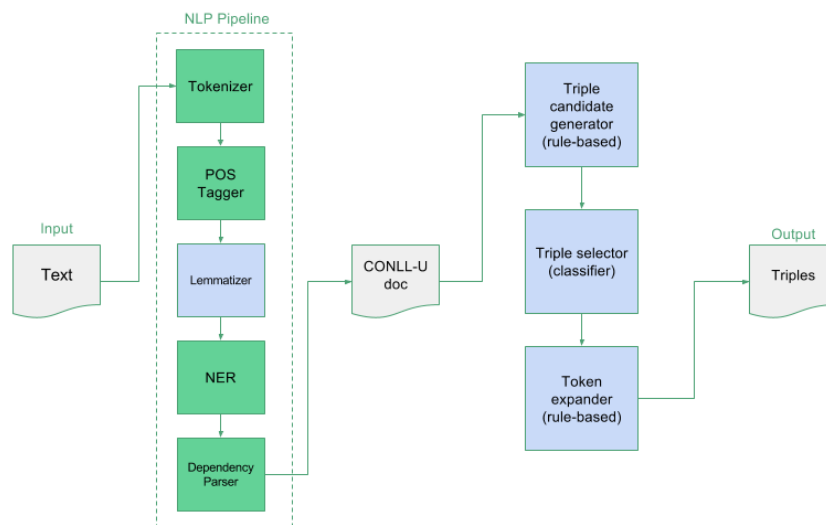 NLP Pipeline
Tokenizer
POS
Tagger
Lemmatizer
NER
Dependency
Parser
Input
Text
CONLL-U
doc
Triple
candidate
generator
(rule-based)
Triple selector
(classifier)
Token
expander
(rule-based)
Output
Triples